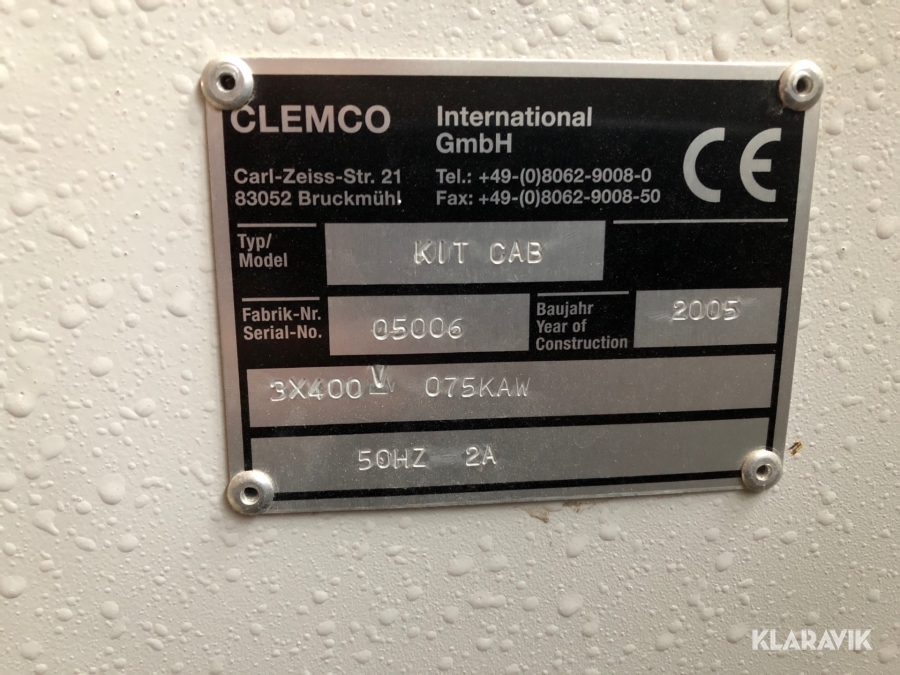 CLEMCO International
GmbH
Carl-Zeiss-Str. 21 Tel.: +49-(0)8062-9008-0
83052 Bruckmühl Fax: +49-(0)8062-9008-50
CE
Typ/
Model
KIT CAB
Fabrik-Nr.
Serial-No.
05006
Baujahr
Year of
Construction
2005
3X400 V 075KAW
50HZ 2A
KLARAVIK